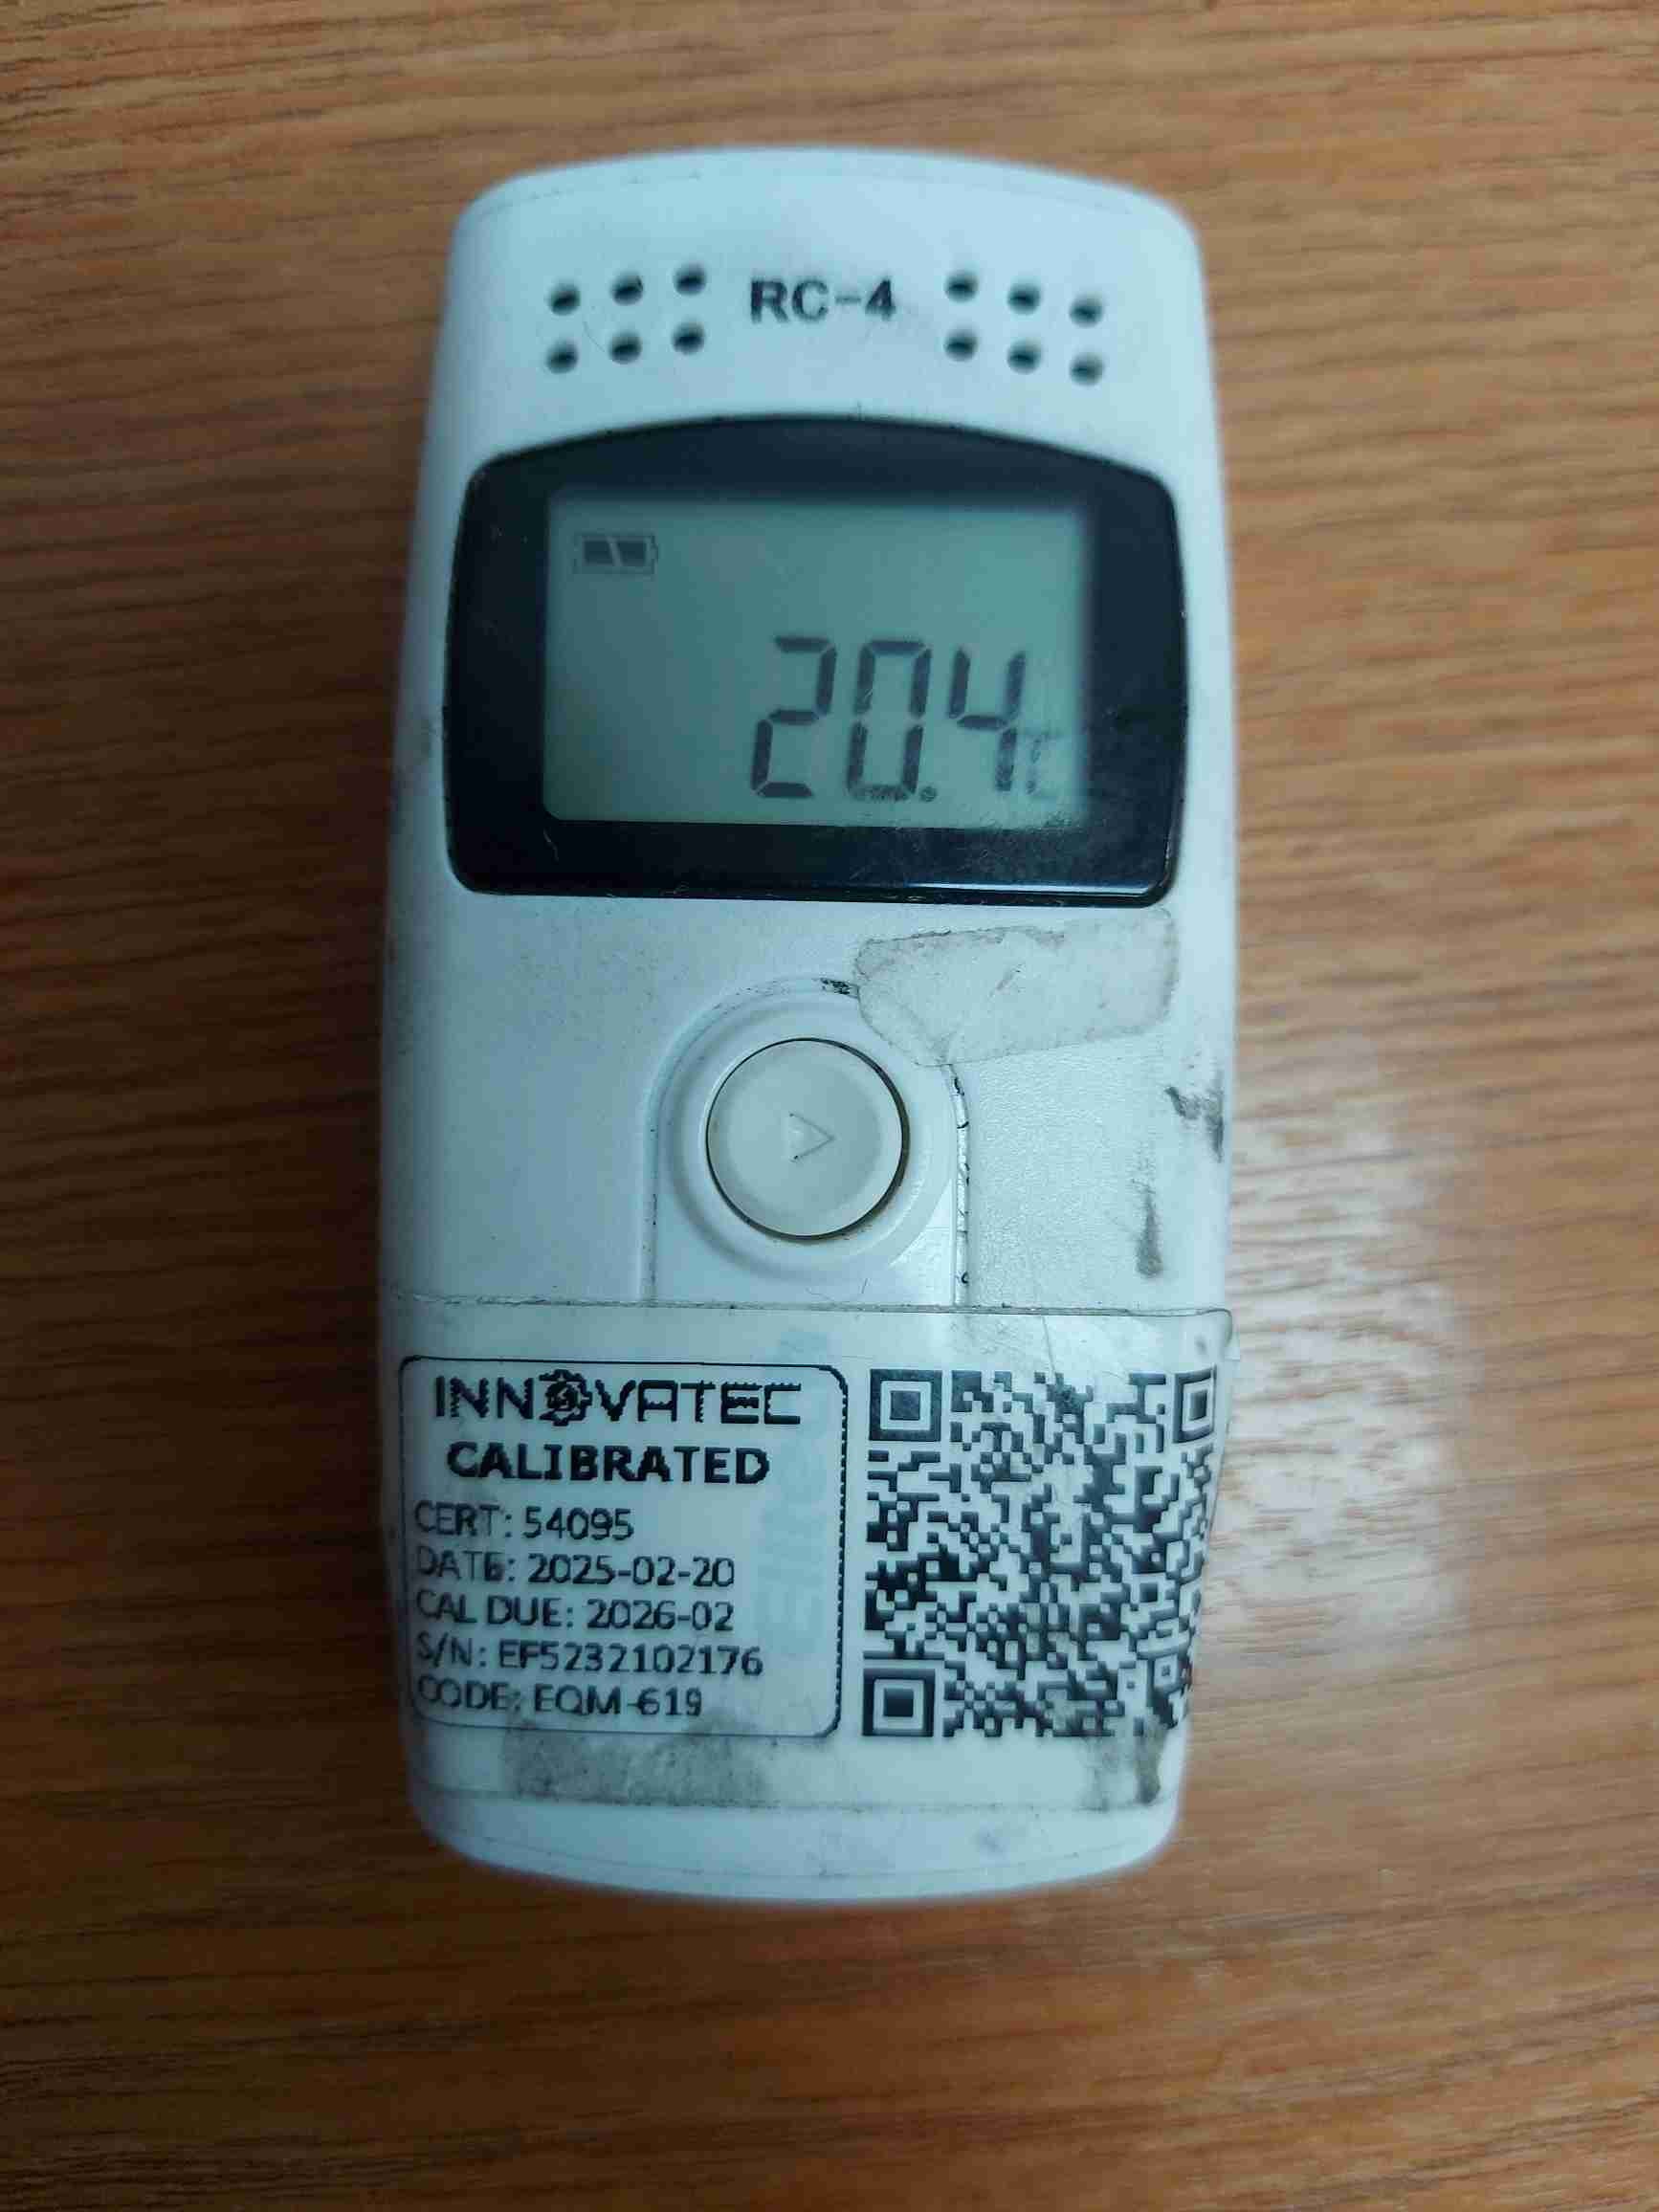 RC-4
20.4℃
INNOVATEC
CALIBRATED
CERT: 54095
DATE: 2025-02-20
CAL DUE: 2026-02
S/N: EF5232102176
CODE: EQM-619